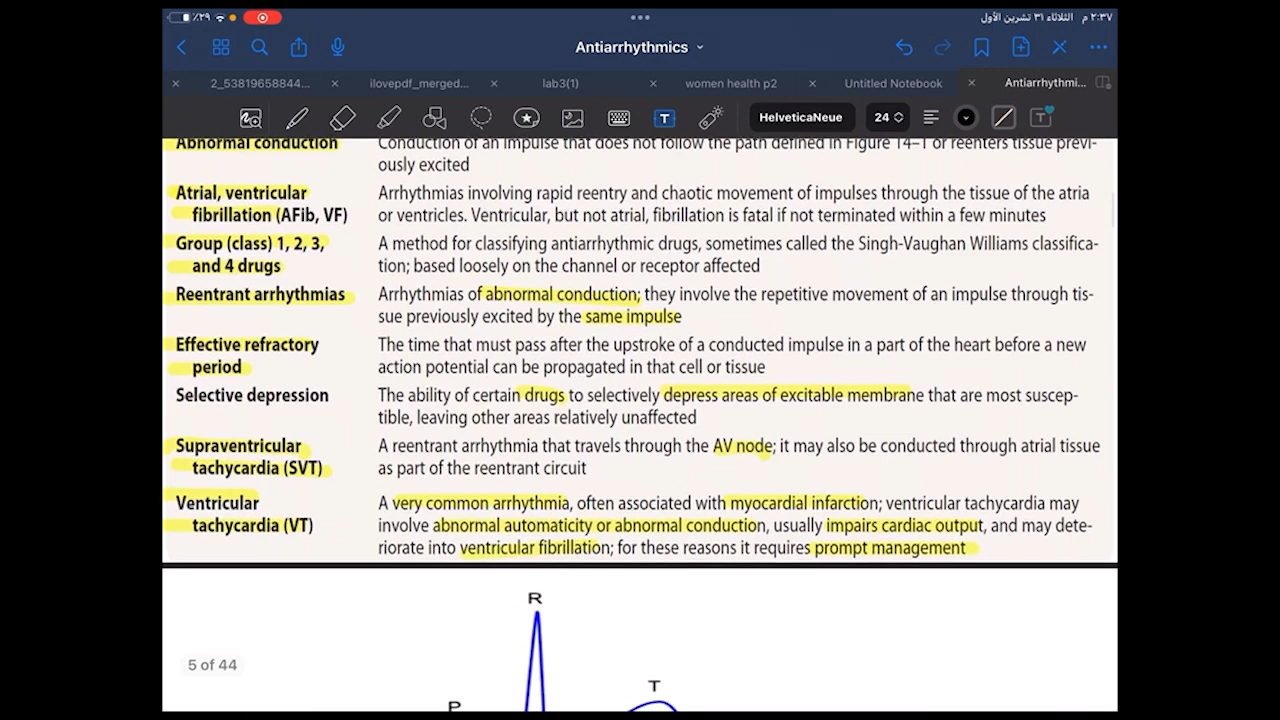 ٪٢٩
٢:٣٧ م الثلاثاء ٣١ تشرين الأول
Antiarrhythmics
2_53819658844...
ilovepdf_merged...
lab3(1)
women health p2
Untitled Notebook
Antiarrhythmi...
HelveticaNeue
24
Abnormal conduction Conduction of an impulse that does not follow the path defined in Figure 14–1 or reenters tissue previ-
ously excited
Atrial, ventricular Arrhythmias involving rapid reentry and chaotic movement of impulses through the tissue of the atria
fibrillation (AFib, VF) or ventricles. Ventricular, but not atrial, fibrillation is fatal if not terminated within a few minutes
Group (class) 1, 2, 3, A method for classifying antiarrhythmic drugs, sometimes called the Singh-Vaughan Williams classifica-
and 4 drugs tion; based loosely on the channel or receptor affected
Reentrant arrhythmias Arrhythmias of abnormal conduction; they involve the repetitive movement of an impulse through tis-
sue previously excited by the same impulse
Effective refractory The time that must pass after the upstroke of a conducted impulse in a part of the heart before a new
period action potential can be propagated in that cell or tissue
Selective depression The ability of certain drugs to selectively depress areas of excitable membrane that are most suscep-
tible, leaving other areas relatively unaffected
Supraventricular A reentrant arrhythmia that travels through the AV node; it may also be conducted through atrial tissue
tachycardia (SVT) as part of the reentrant circuit
Ventricular A very common arrhythmia, often associated with myocardial infarction; ventricular tachycardia may
tachycardia (VT) involve abnormal automaticity or abnormal conduction, usually impairs cardiac output, and may dete-
riorate into ventricular fibrillation; for these reasons it requires prompt management
R
5 of 44
T
P